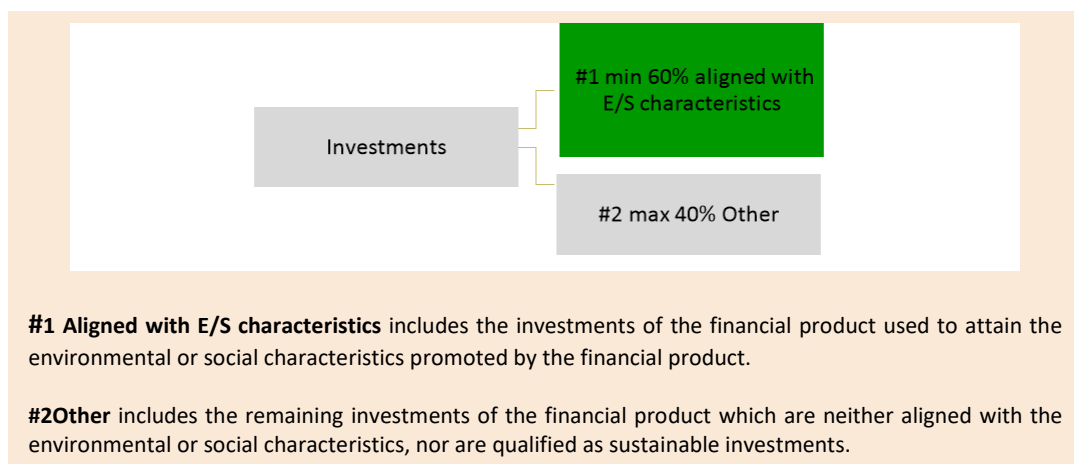 #1 min 60% aligned with
E/S characteristics
Investments
#2 max 40% Other
#1 Aligned with E/S characteristics includes the investments of the financial product used to attain the
environmental or social characteristics promoted by the financial product.
#2Other includes the remaining investments of the financial product which are neither aligned with the
environmental or social characteristics, nor are qualified as sustainable investments.